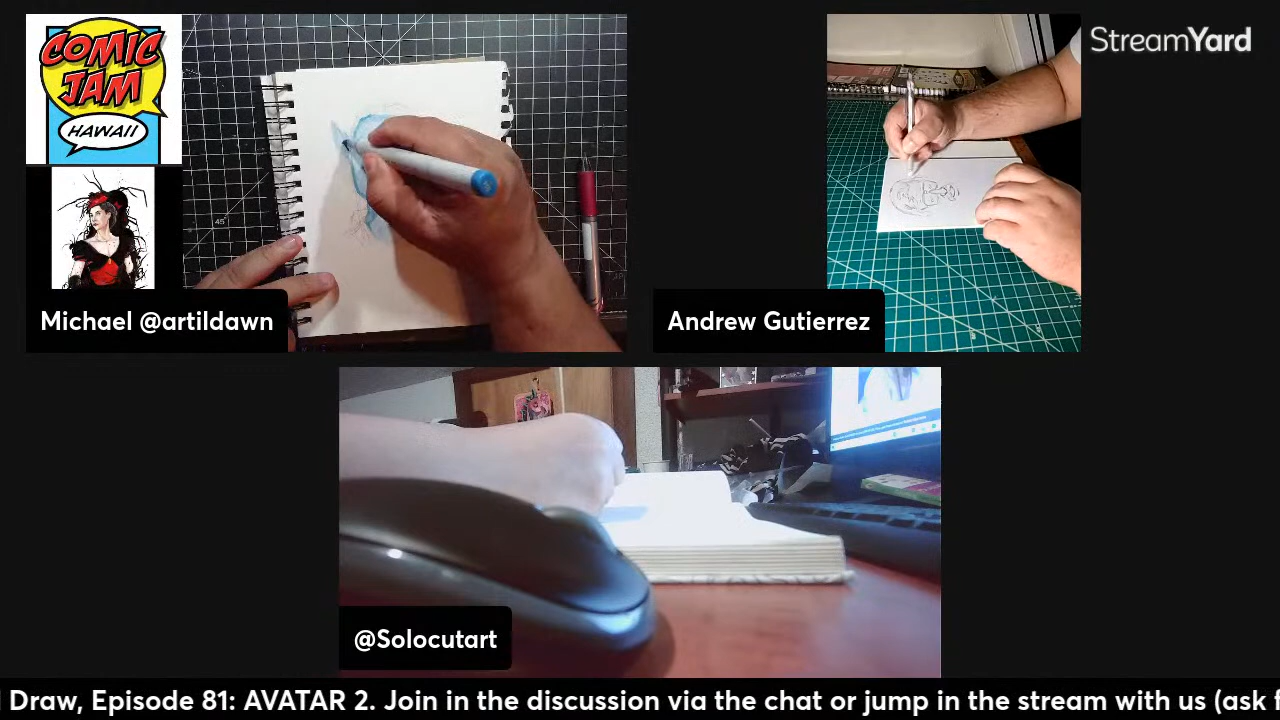 COMIC
JAM
HAWAII
StreamYard
45
Michael @artildawn
Andrew Gutierrez
@Solocutart
Draw, Episode 81: AVATAR 2. Join in the discussion via the chat or jump in the stream with us (ask